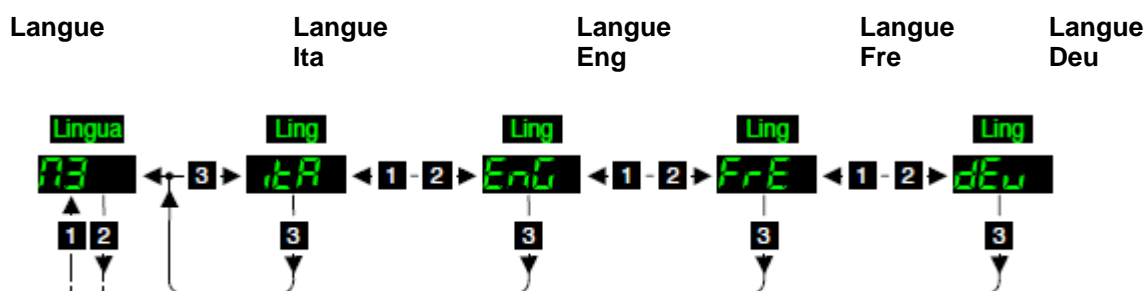 Langue Langue Langue Langue Langue
Ita Eng Fre Deu
Lingua Ling Ling Ling Ling
M3 3 itA 1 - 2 EnG 1 - 2 FrE 1 - 2 dEu
1 2 3 3 3 3